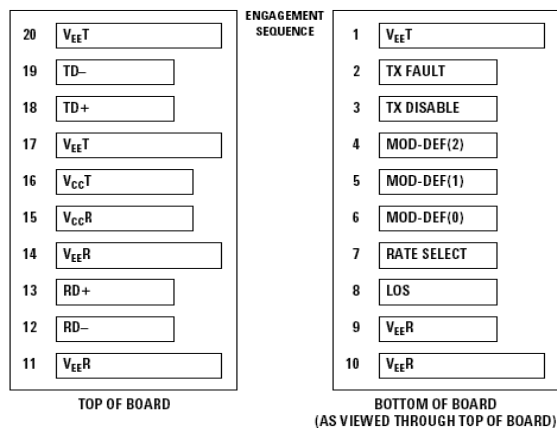 ENGAGEMENT
SEQUENCE
20 VEET
19 TD–
18 TD+
17 VEET
16 VCCT
15 VCCR
14 VEER
13 RD+
12 RD–
11 VEER
TOP OF BOARD
1 VEET
2 TX FAULT
3 TX DISABLE
4 MOD-DEF(2)
5 MOD-DEF(1)
6 MOD-DEF(0)
7 RATE SELECT
8 LOS
9 VEER
10 VEER
BOTTOM OF BOARD
(AS VIEWED THROUGH TOP OF BOARD)